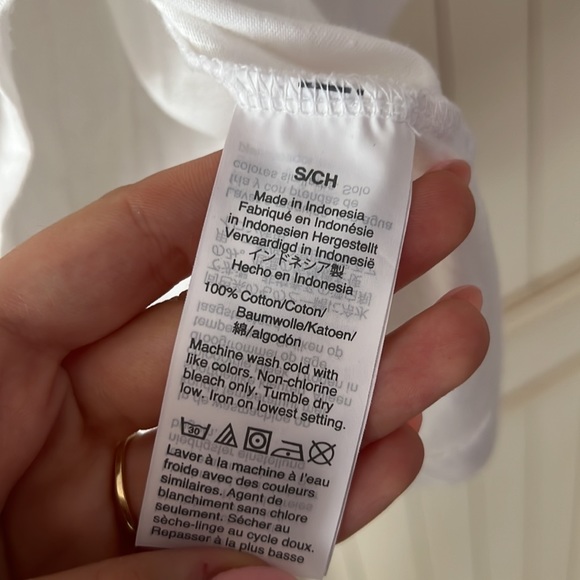 S/CH
Made in Indonesia
Fabriqué en Indonésie
in Indonesien Hergestellt
Vervaardigd in Indonesië
インドネシア製
Hecho en Indonesia
100% Cotton/Coton/
Baumwolle/Katoen/
綿/algodón
Machine wash cold with
like colors. Non-chlorine
bleach only. Tumble dry
low. Iron on lowest setting.
30
Laver à la machine à l'eau
froide avec des couleurs
similaires. Agent de
blanchiment sans chlore
seulement. Sécher au
sèche-linge au cycle doux.
Repasser à la plus basse